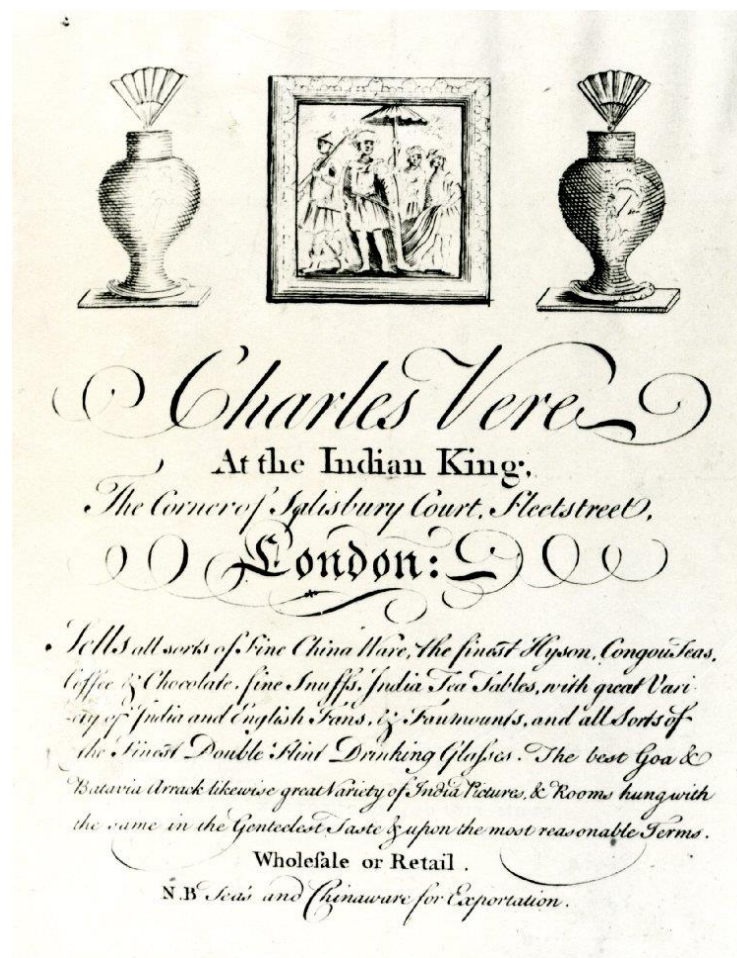 Charles Vere
At the Indian King,
The Corner of Salisbury Court, Fleetstreet,
London:
Sells all sorts of Fine China Ware, the finest Hyson, Congou Teas,
Coffee & Chocolate. fine Snuffs. India Tea Tables, with great Vari-
ety of India and English Fans, & Fanmounts, and all Sorts of
the Finest Double Flint Drinking Glaſses. The best Goa &
Batavia Arrack likewise great Variety of India Pictures, & Rooms hung with
the same in the Genteelest Taste & upon the most reasonable Terms.
Wholeſale or Retail.
N.B Tea's and Chinaware for Exportation.